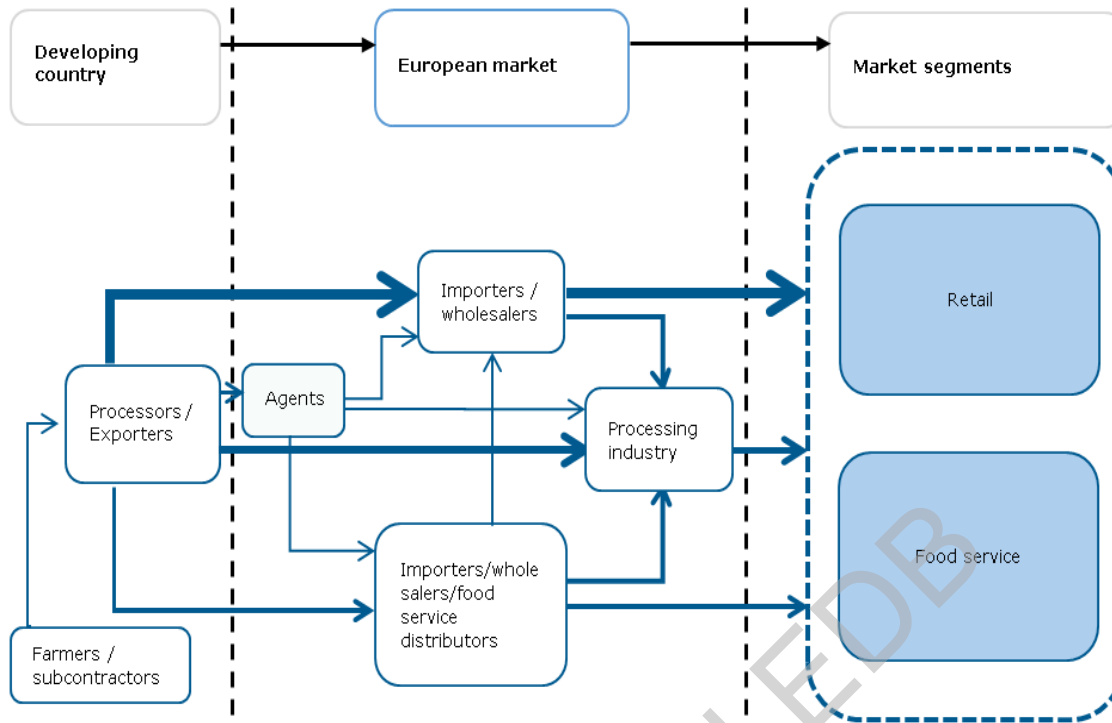 Developing
country
European market
Market segments
Retail
Importers /
wholesalers
Agents
Processors /
Exporters
Processing
industry
Food service
Importers/whole
salers/food
service
distributors
Farmers /
subcontractors